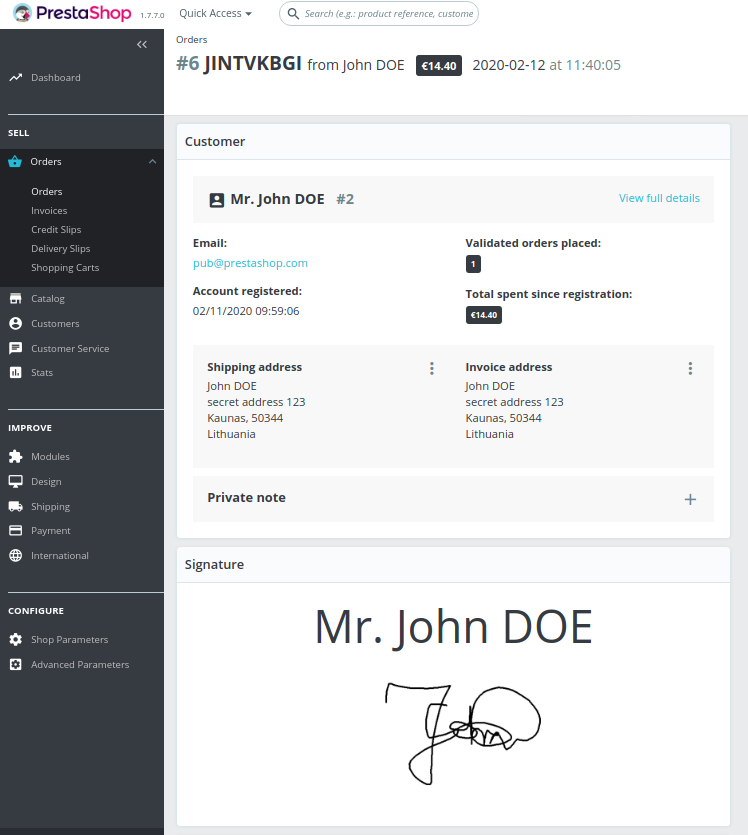 PrestaShop 1.7.7.0 Quick Access Search (e.g.: product reference, custome
Dashboard
SELL
Orders
Orders
Invoices
Credit Slips
Delivery Slips
Shopping Carts
Catalog
Customers
Customer Service
Stats
IMPROVE
Modules
Design
Shipping
Payment
International
CONFIGURE
Shop Parameters
Advanced Parameters
Orders
#6 JINTVKBGI from John DOE €14.40 2020-02-12 at 11:40:05
Customer
Mr. John DOE #2 View full details
Email:
pub@prestashop.com
Account registered:
02/11/2020 09:59:06
Validated orders placed:
1
Total spent since registration:
€14.40
Shipping address
John DOE
secret address 123
Kaunas, 50344
Lithuania
Invoice address
John DOE
secret address 123
Kaunas, 50344
Lithuania
Private note
Signature
Mr. John DOE